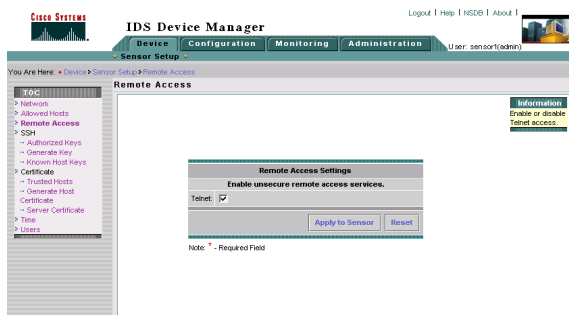 CISCO SYSTEMS
Logout | Help | NSDB | About |
IDS Device Manager
Device Configuration Monitoring Administration
User: sensor1(admin)
Sensor Setup
You Are Here: Device Sensor Setup Remote Access
Remote Access
TOC
Network
Allowed Hosts
Remote Access
SSH
Authorized Keys
Generate Key
Known Host Keys
Certificate
Trusted Hosts
Generate Host
Certificate
Server Certificate
Time
Users
Information
Enable or disable
Telnet access.
Remote Access Settings
Enable unsecure remote access services.
Telnet:
Apply to Sensor Reset
Note: * - Required Field